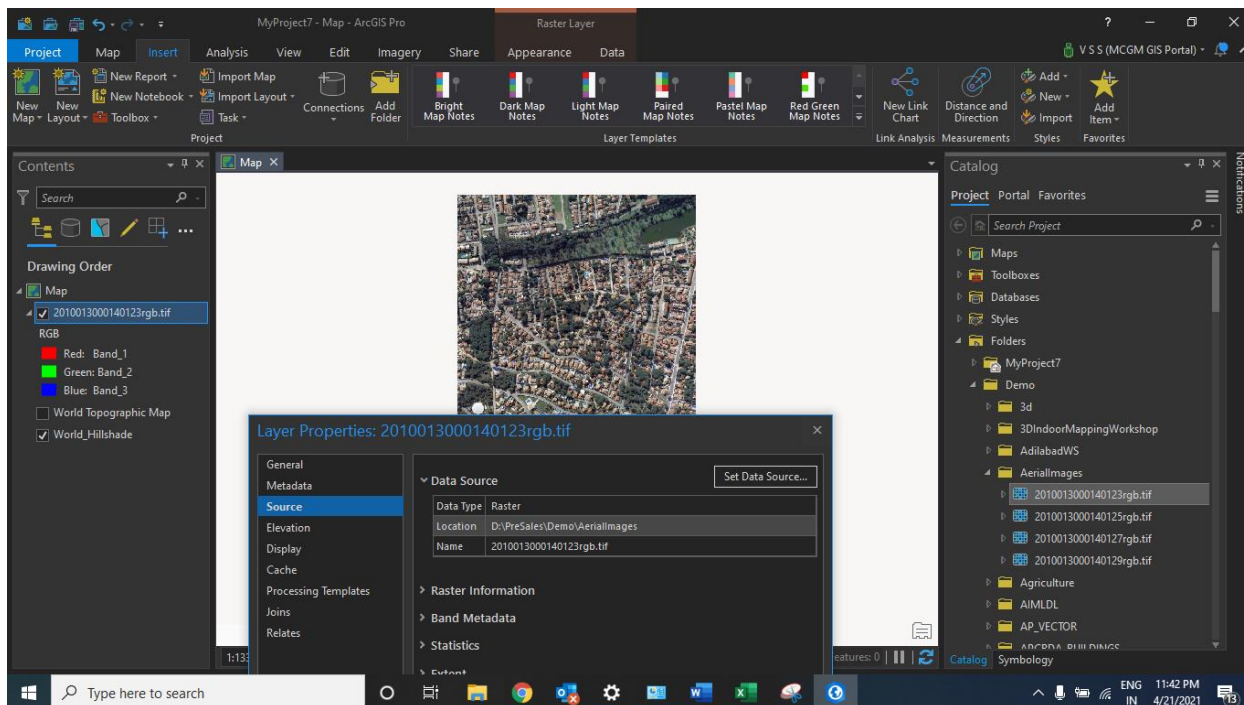 MyProject7 - Map - ArcGIS Pro
Raster Layer
?
Project Map Insert Analysis View Edit Imagery Share Appearance Data
V S S (MCGM GIS Portal)
New Map
New Layout
New Report
New Notebook
Toolbox
Import Map
Import Layout
Task
Connections
Add Folder
Project
Bright Map Notes
Dark Map Notes
Light Map Notes
Paired Map Notes
Pastel Map Notes
Red Green Map Notes
Layer Templates
New Link Chart
Link Analysis
Distance and Direction
Measurements
Add
New
Import
Styles
Add Item
Favorites
Contents
Search
Drawing Order
Map
2010013000140123rgb.tif
RGB
Red: Band_1
Green: Band_2
Blue: Band_3
World Topographic Map
World_Hillshade
Map
1:133
Layer Properties: 2010013000140123rgb.tif
General
Metadata
Source
Elevation
Display
Cache
Processing Templates
Joins
Relates
Data Source
Set Data Source...
Data Type Raster
Location D:\PreSales\Demo\AerialImages
Name 2010013000140123rgb.tif
Raster Information
Band Metadata
Statistics
Extent
eatures: 0
Catalog
Project Portal Favorites
Search Project
Maps
Toolboxes
Databases
Styles
Folders
MyProject7
Demo
3d
3DIndoorMappingWorkshop
AdilabadWS
AerialImages
2010013000140123rgb.tif
2010013000140125rgb.tif
2010013000140127rgb.tif
2010013000140129rgb.tif
Agriculture
AIMLDL
AP_VECTOR
APCRDA_BUILDINGS
Catalog Symbology
Notifications
Type here to search
ENG
IN
11:42 PM
4/21/2021
13